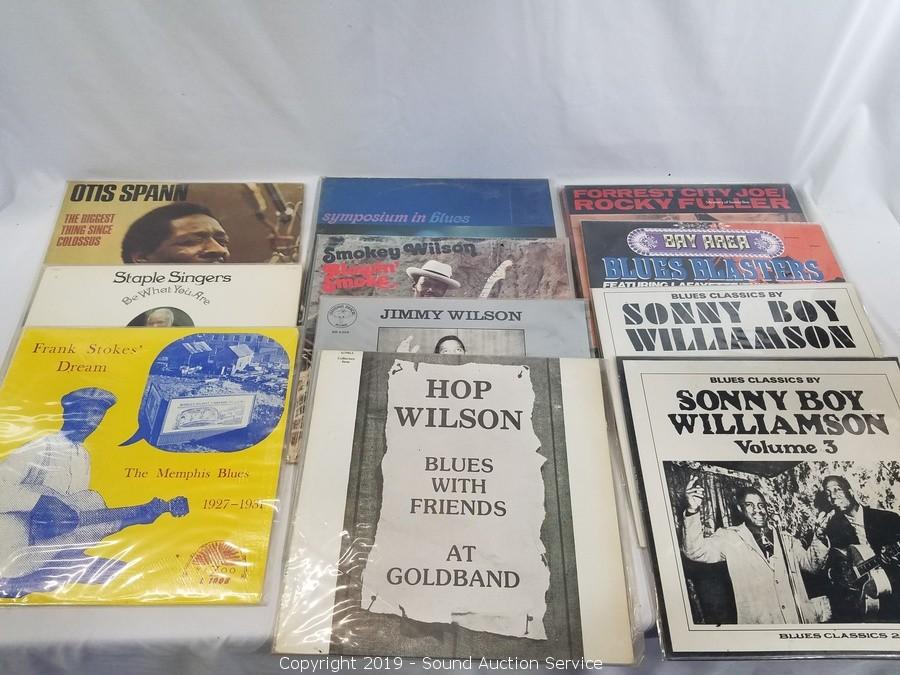 OTIS SPANN
THE BIGGEST
THING SINCE
COLOSSUS
Staple Singers
Be What You Are
Frank Stokes'
Dream
The Memphis Blues
1927-1931
L 1008
symposium in blues
Smokey Wilson
Blowin'
Smoke
JIMMY WILSON
HOP
WILSON
BLUES
WITH
FRIENDS
AT
GOLDBAND
FORREST CITY JOE/
ROCKY FULLER
BAY AREA
BLUES BLASTERS
BLUES CLASSICS BY
SONNY BOY
WILLIAMSON
BLUES CLASSICS BY
SONNY BOY
WILLIAMSON
Volume 3
BLUES CLASSICS 2
Copyright 2019 - Sound Auction Service